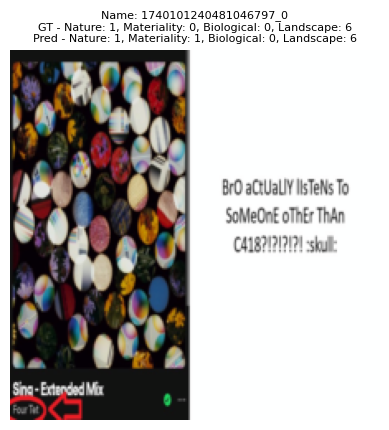 Name: 1740101240481046797_0
GT - Nature: 1, Materiality: 0, Biological: 0, Landscape: 6
Pred - Nature: 1, Materiality: 1, Biological: 0, Landscape: 6
BrO aCtUaLlY lIsTeNs To
SoMeOnE oThEr ThAn
C418?!?!?!?! :skull:
Sing - Extended Mix
Four Tet